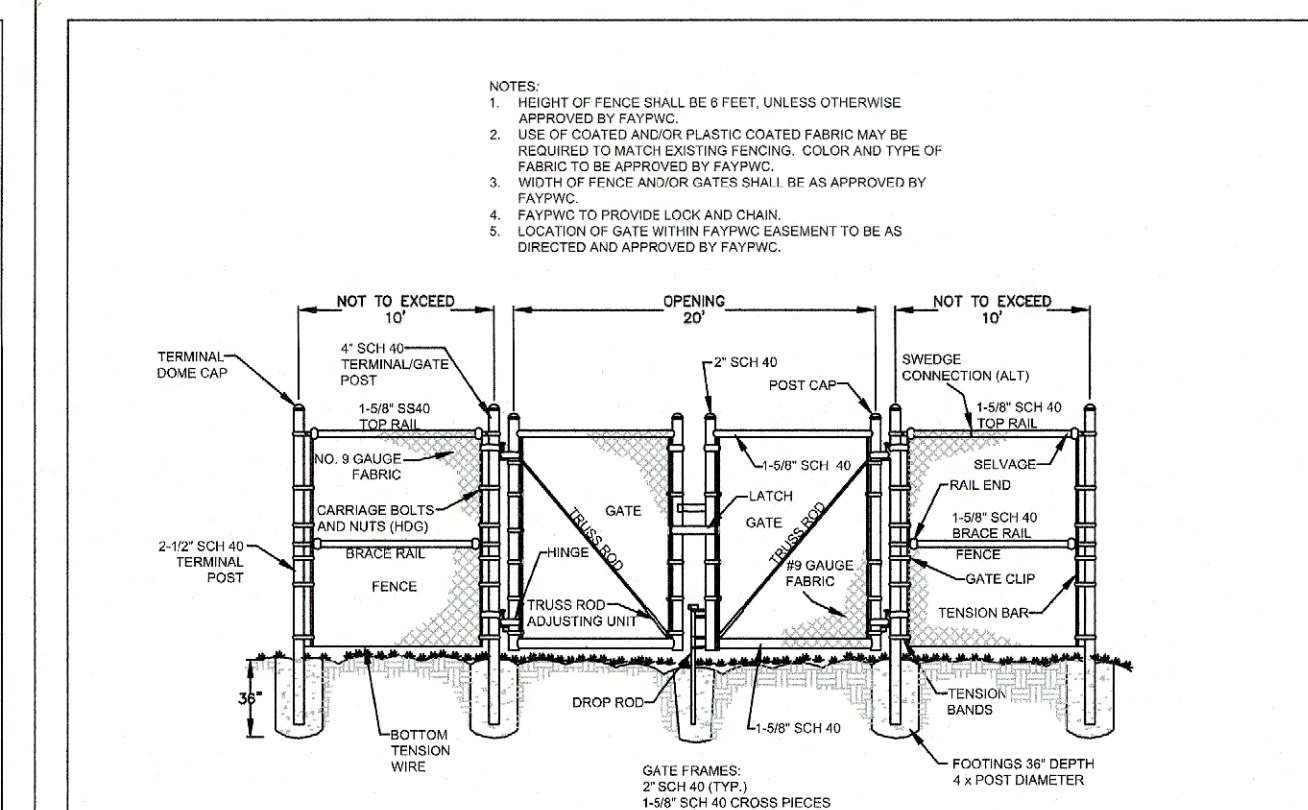 NOTES:
1. HEIGHT OF FENCE SHALL BE 6 FEET, UNLESS OTHERWISE
APPROVED BY FAYPWC.
2. USE OF COATED AND/OR PLASTIC COATED FABRIC MAY BE
REQUIRED TO MATCH EXISTING FENCING. COLOR AND TYPE OF
FABRIC TO BE APPROVED BY FAYPWC.
3. WIDTH OF FENCE AND/OR GATES SHALL BE AS APPROVED BY
FAYPWC.
4. FAYPWC TO PROVIDE LOCK AND CHAIN.
5. LOCATION OF GATE WITHIN FAYPWC EASEMENT TO BE AS
DIRECTED AND APPROVED BY FAYPWC.
NOT TO EXCEED
10'
OPENING
20'
NOT TO EXCEED
10'
TERMINAL
DOME CAP
4" SCH 40
TERMINAL/GATE
POST
2" SCH 40
POST CAP
SWEDGE
CONNECTION (ALT)
1-5/8" SS40
TOP RAIL
1-5/8" SCH 40
TOP RAIL
NO. 9 GAUGE
FABRIC
1-5/8" SCH 40
SELVAGE
RAIL END
CARRIAGE BOLTS
AND NUTS (HDG)
GATE
LATCH
GATE
1-5/8" SCH 40
BRACE RAIL
2-1/2" SCH 40
TERMINAL
POST
BRACE RAIL
HINGE
TRUSS ROD
TRUSS ROD
FENCE
FENCE
#9 GAUGE
FABRIC
GATE CLIP
TRUSS ROD
ADJUSTING UNIT
TENSION BAR
36"
DROP ROD
TENSION
BANDS
BOTTOM
TENSION
WIRE
1-5/8" SCH 40
FOOTINGS 36" DEPTH
4 x POST DIAMETER
GATE FRAMES:
2" SCH 40 (TYP.)
1-5/8" SCH 40 CROSS PIECES